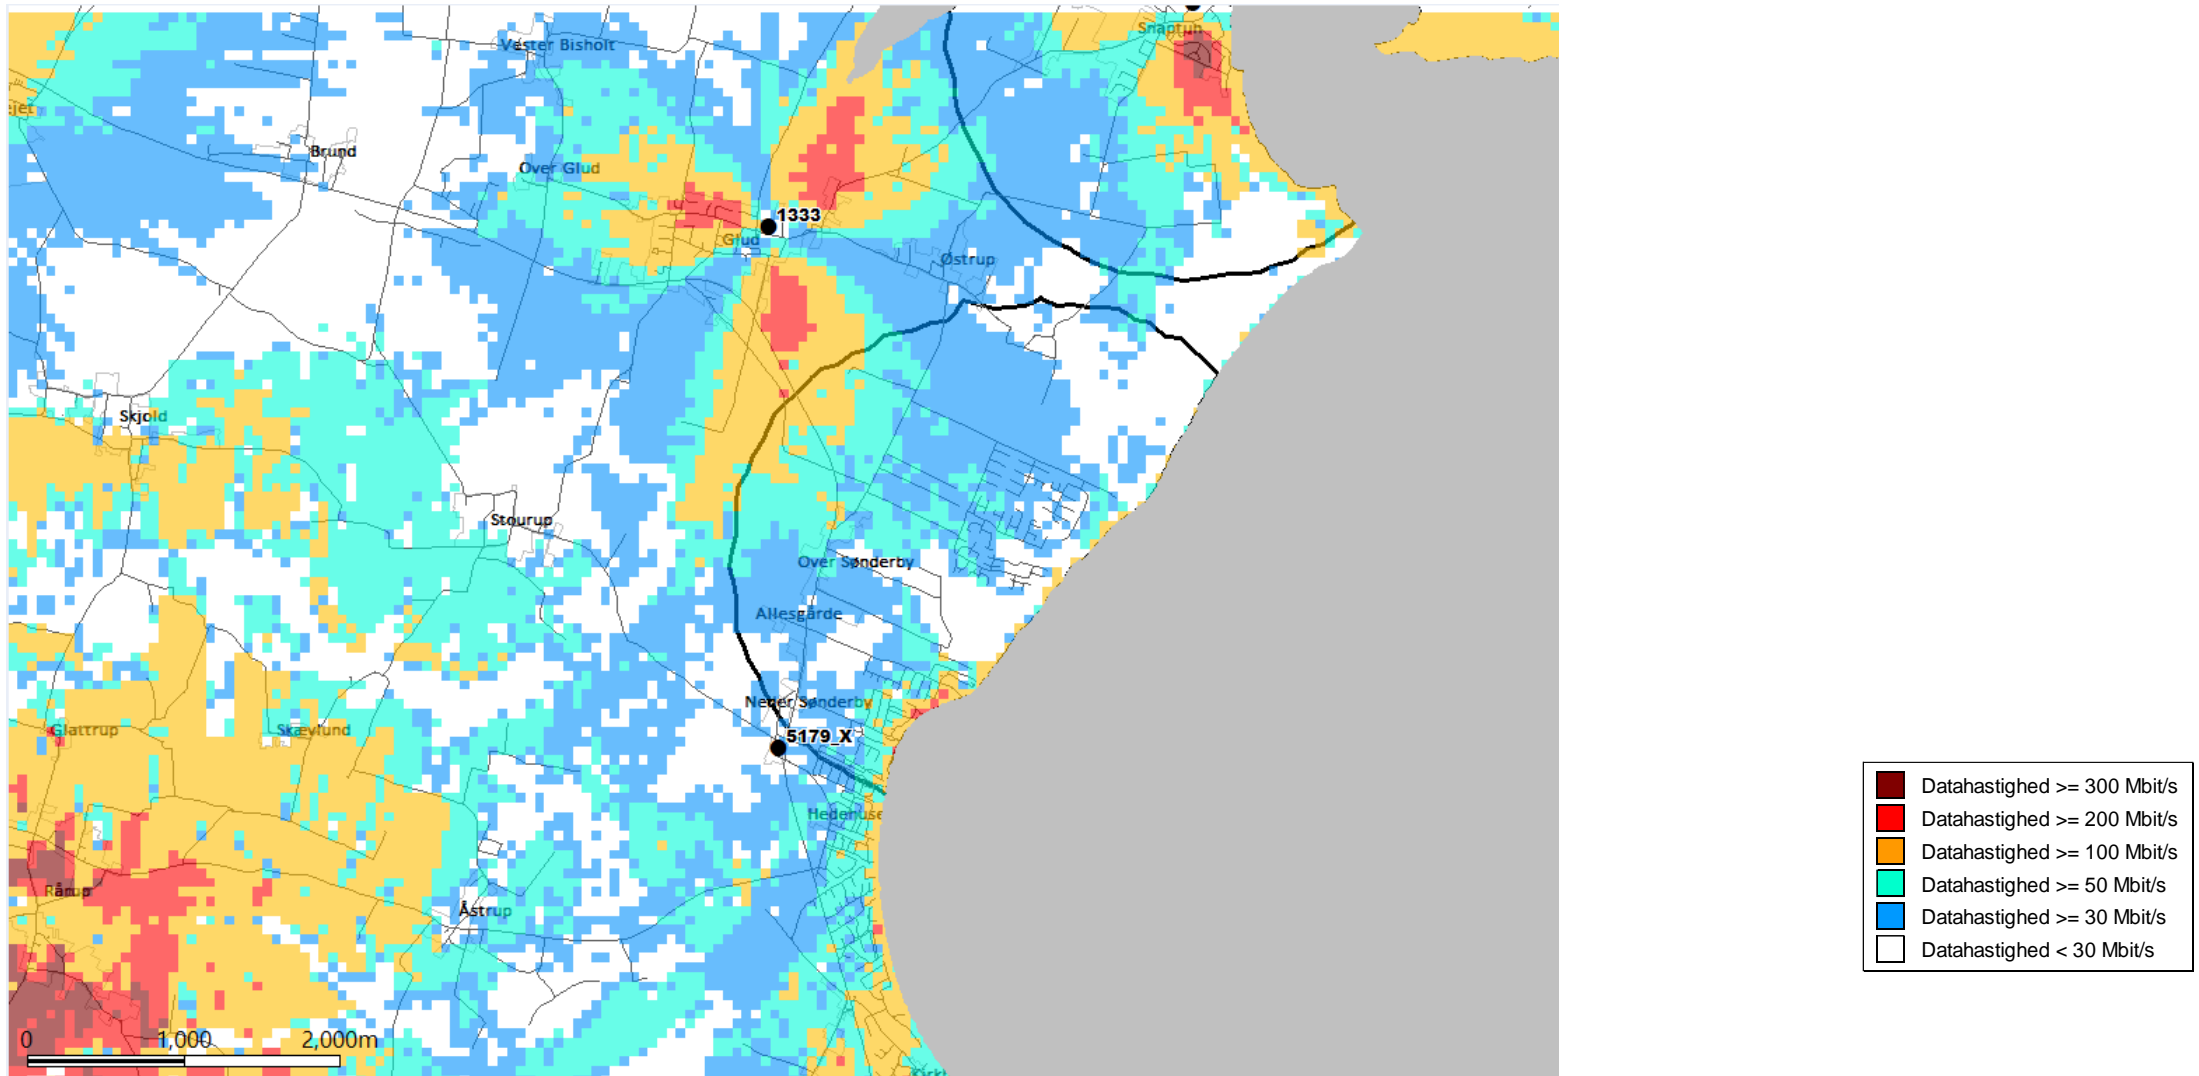 Snaptun
Vester Bisholt
ejet
Brund
Over Glud
1333
Glud
Østrup
Skjold
Stourup
Over Sønderby
Allesgårde
Neder Sønderby
Glattrup
Skævlund
5179_X
Hedehuse
Datahastighed >= 300 Mbit/s
Datahastighed >= 200 Mbit/s
Datahastighed >= 100 Mbit/s
Datahastighed >= 50 Mbit/s
Datahastighed >= 30 Mbit/s
Datahastighed < 30 Mbit/s
Rårup
Åstrup
0 1,000 2,000m